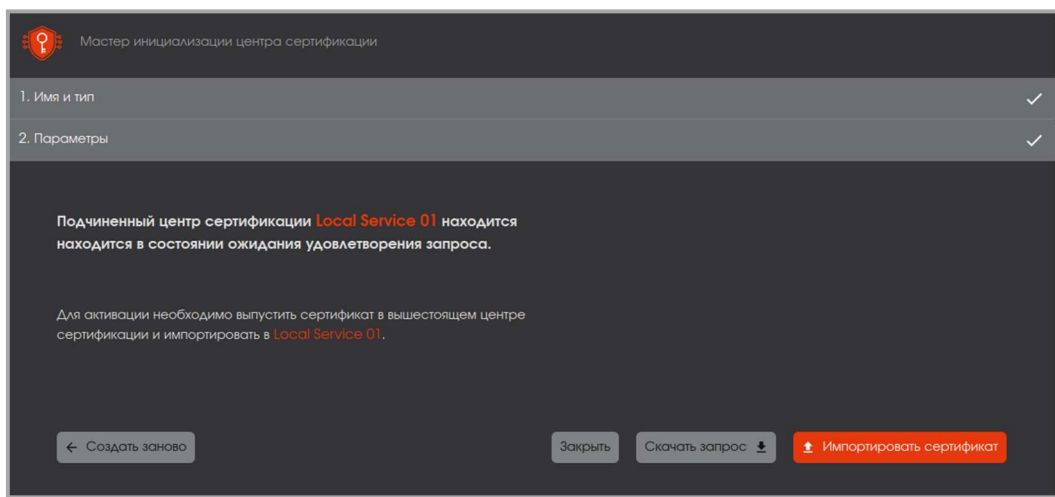 Мастер инициализации центра сертификации
1. Имя и тип
2. Параметры
Подчиненный центр сертификации Local Service 01 находится
находится в состоянии ожидания удовлетворения запроса.
Для активации необходимо выпустить сертификат в вышестоящем центре
сертификации и импортировать в Local Service 01.
Создать заново
Закрыть
Скачать запрос
Импортировать сертификат